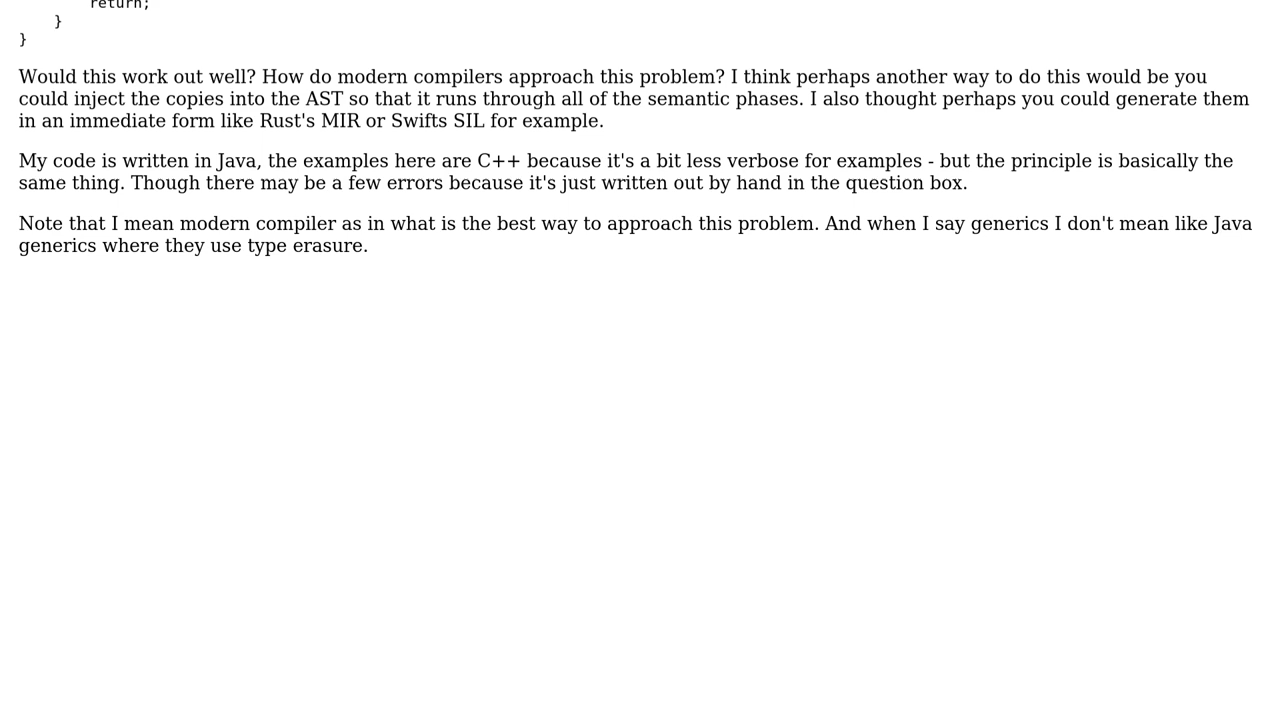 return;
}
}
Would this work out well? How do modern compilers approach this problem? I think perhaps another way to do this would be you
could inject the copies into the AST so that it runs through all of the semantic phases. I also thought perhaps you could generate them
in an immediate form like Rust's MIR or Swifts SIL for example.
My code is written in Java, the examples here are C++ because it's a bit less verbose for examples - but the principle is basically the
same thing. Though there may be a few errors because it's just written out by hand in the question box.
Note that I mean modern compiler as in what is the best way to approach this problem. And when I say generics I don't mean like Java
generics where they use type erasure.